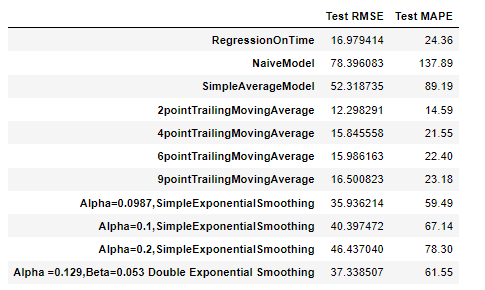 Test RMSE Test MAPE
RegressionOnTime 16.979414 24.36
NaiveModel 78.396083 137.89
SimpleAverageModel 52.318735 89.19
2pointTrailingMovingAverage 12.298291 14.59
4pointTrailingMovingAverage 15.845558 21.55
6pointTrailingMovingAverage 15.986163 22.40
9pointTrailingMovingAverage 16.500823 23.18
Alpha=0.0987,SimpleExponentialSmoothing 35.936214 59.49
Alpha=0.1,SimpleExponentialSmoothing 40.397472 67.14
Alpha=0.2,SimpleExponentialSmoothing 46.437040 78.30
Alpha =0.129,Beta=0.053 Double Exponential Smoothing 37.338507 61.55